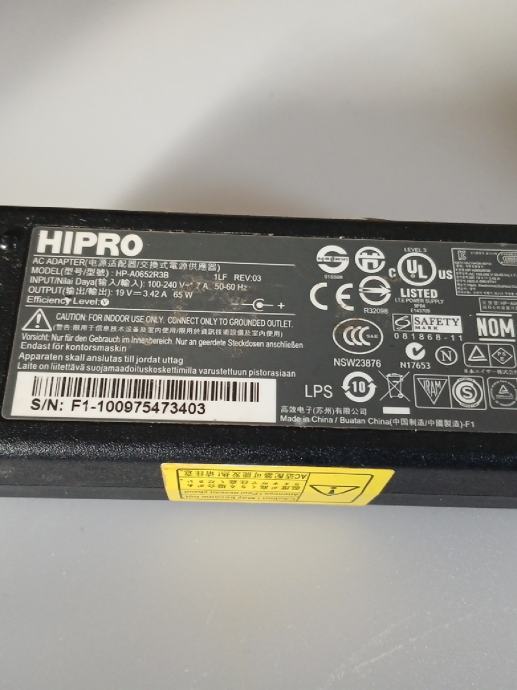 HIPRO
AC ADAPTER(电源适配器/交換式電源供應器)
MODEL(型号/型號): HP-A0652R3B 1LF REV:03
INPUT/Nilai Daya(输入/輸入): 100-240 V~ 1.7 A, 50-60 Hz
OUTPUT(输出/輸出): 19 V 3.42 A 65 W
Efficiency Level: V
CAUTION: FOR INDOOR USE ONLY. CONNECT ONLY TO GROUNDED OUTLET.
Vorsicht: Nur für den Gebrauch im Innenbereich. Nur an geerdete Steckdosen anschließen
Endast för kontorsmaskin
Apparaten skall anslutas till jordat uttag
Laite on liitettävä suojamaadoituskoskettimilla varustettuun pistorasiaan
S/N: F1-100975473403
CE
c UL us
LEVEL 3
LISTED
I.T.E. POWER SUPPLY
R32098
NSW23876
S SAFETY MARK
081868-11
N17653
NOM
LPS
10
VRAM
高效电子(苏州)有限公司
Made in China / Buatan China(中国制造/中國製造)-F1